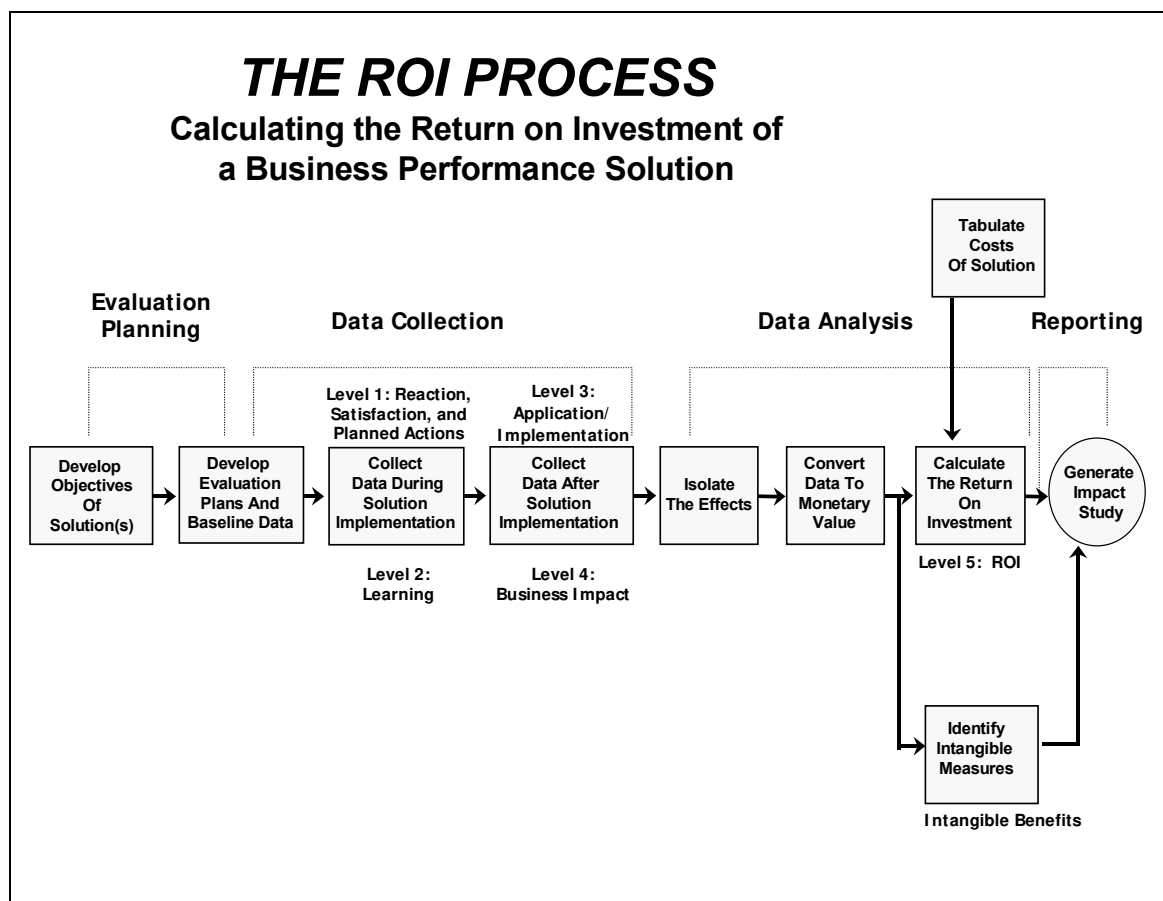 THE ROI PROCESS
Calculating the Return on Investment of
a Business Performance Solution
Tabulate
Costs
Of Solution
Evaluation
Planning
Data Collection
Data Analysis
Reporting
Level 1: Reaction,
Satisfaction, and
Planned Actions
Level 3:
Application/
Implementation
Develop
Objectives
Of
Solution(s)
Develop
Evaluation
Plans And
Baseline Data
Collect
Data During
Solution
Implementation
Collect
Data After
Solution
Implementation
Isolate
The Effects
Convert
Data To
Monetary
Value
Calculate
The Return
On
Investment
Generate
Impact
Study
Level 2:
Learning
Level 4:
Business Impact
Level 5: ROI
Identify
Intangible
Measures
Intangible Benefits